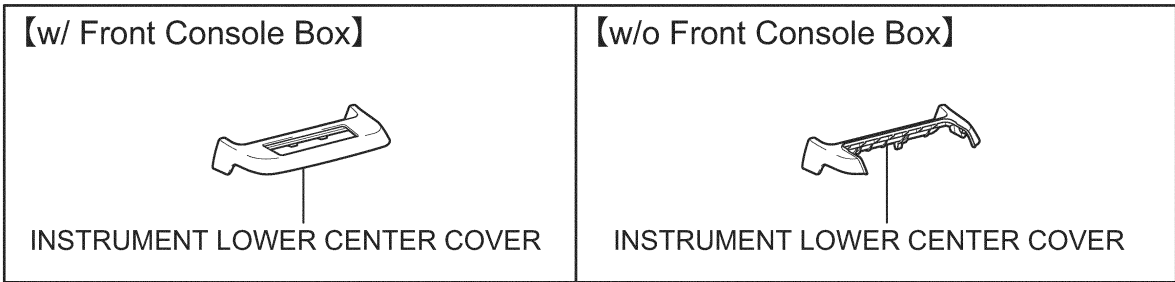 【w/ Front Console Box】
INSTRUMENT LOWER CENTER COVER
【w/o Front Console Box】
INSTRUMENT LOWER CENTER COVER